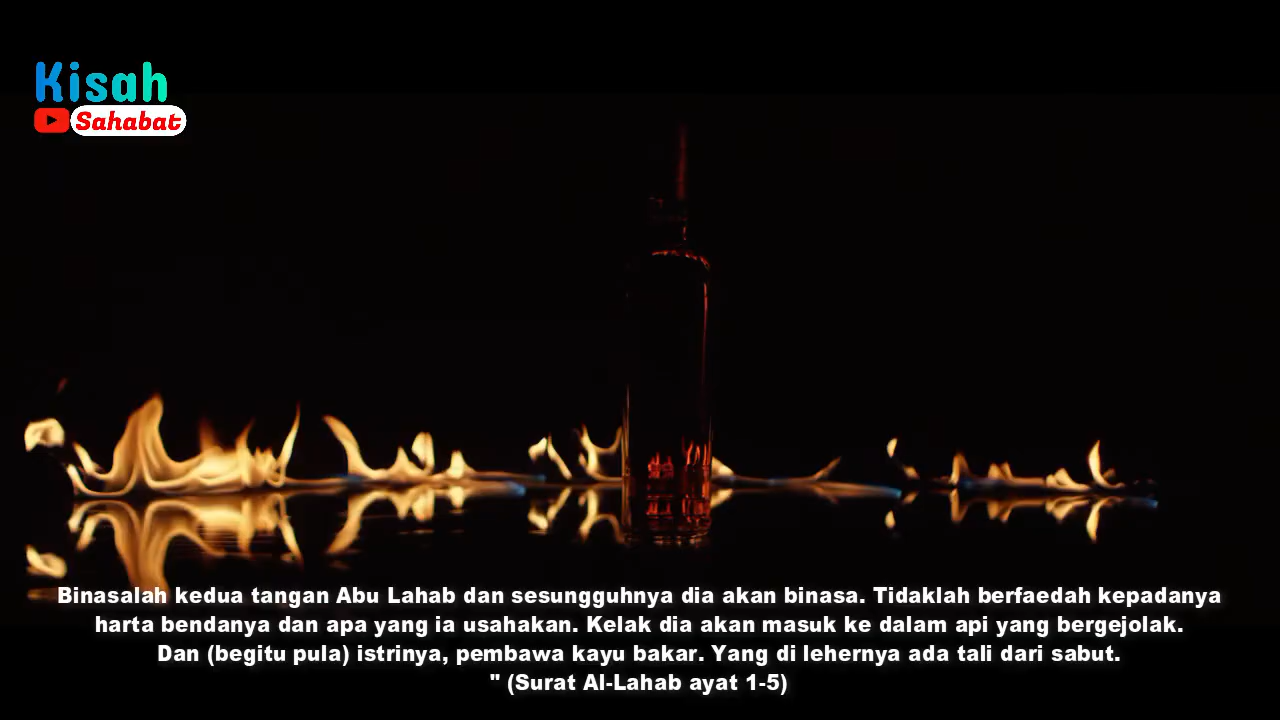 Kisah
Sahabat
Binasalah kedua tangan Abu Lahab dan sesungguhnya dia akan binasa. Tidaklah berfaedah kepadanya
harta bendanya dan apa yang ia usahakan. Kelak dia akan masuk ke dalam api yang bergejolak.
Dan (begitu pula) istrinya, pembawa kayu bakar. Yang di lehernya ada tali dari sabut.
" (Surat Al-Lahab ayat 1-5)